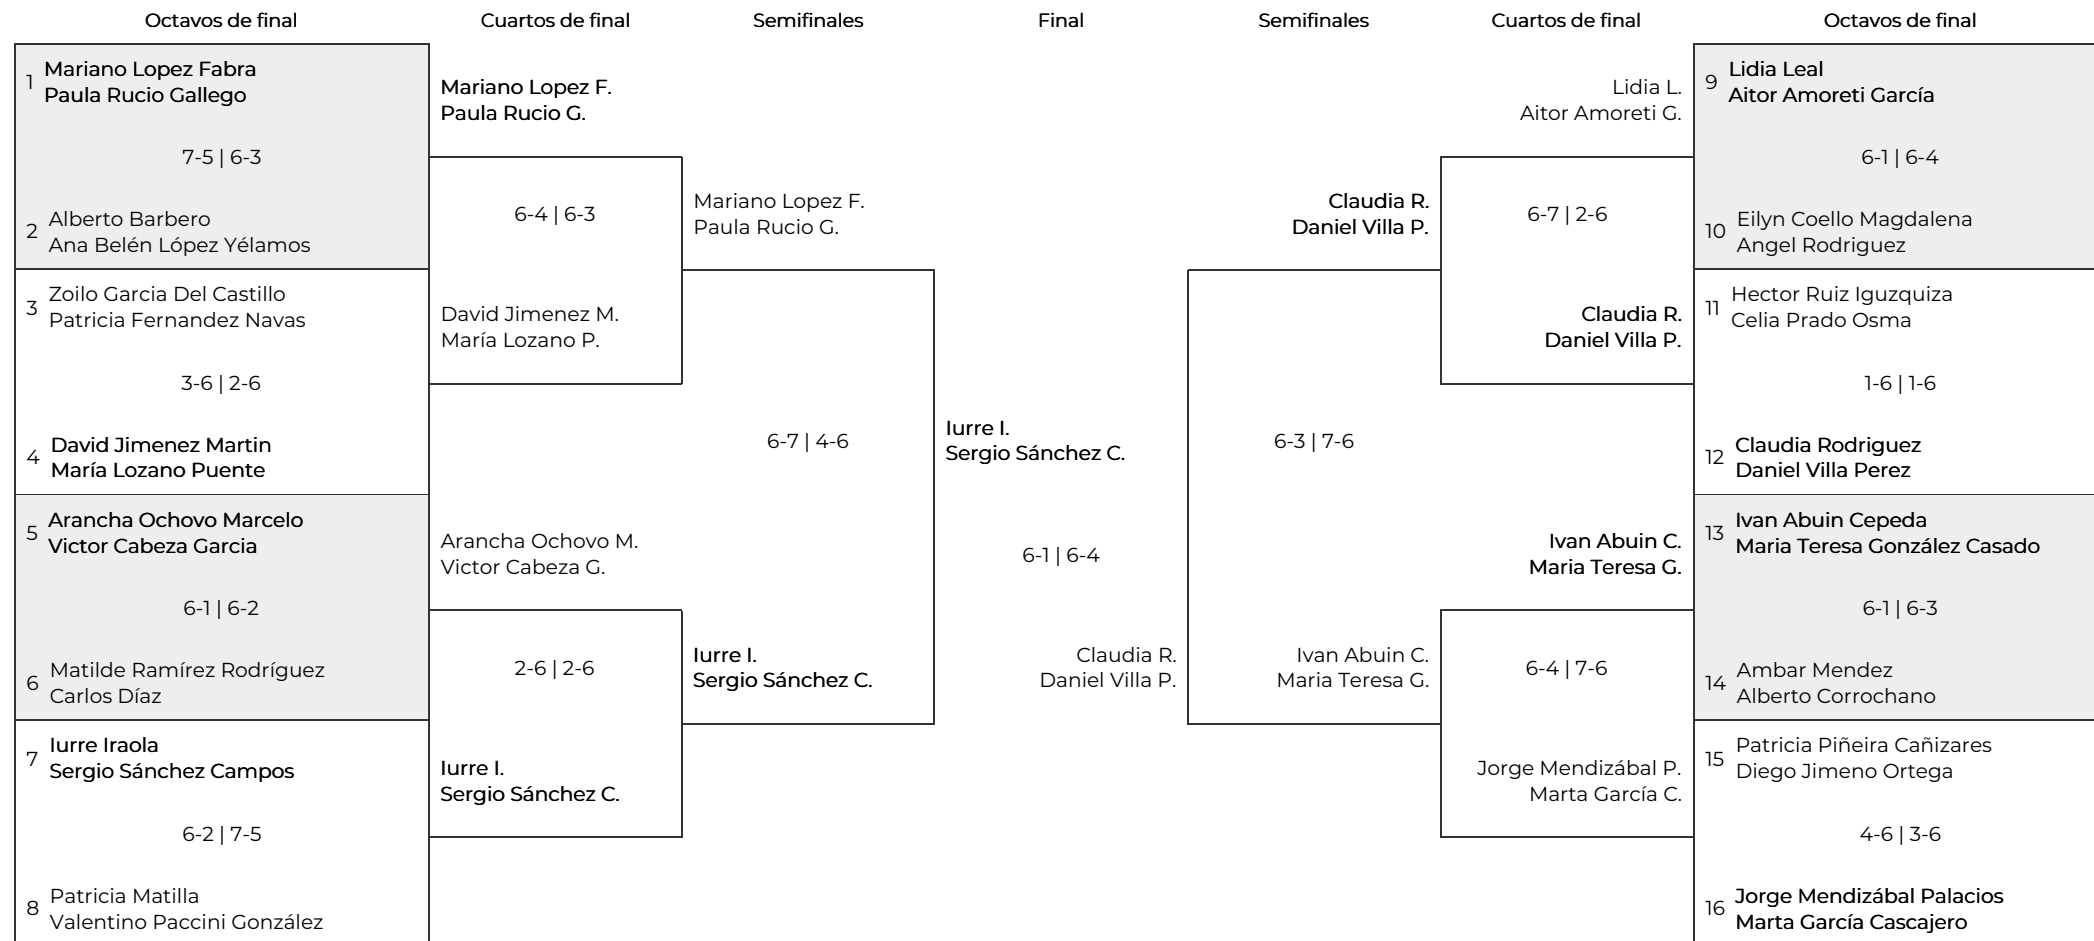 Octavos de final
Cuartos de final
Semifinales
Final
Semifinales
Cuartos de final
Octavos de final
1
Mariano Lopez Fabra
Paula Rucio Gallego
7-5 | 6-3
2
Alberto Barbero
Ana Belén López Yélamos
3
Zoilo Garcia Del Castillo
Patricia Fernandez Navas
3-6 | 2-6
4
David Jimenez Martin
María Lozano Puente
5
Arancha Ochovo Marcelo
Victor Cabeza Garcia
6-1 | 6-2
6
Matilde Ramírez Rodríguez
Carlos Díaz
7
Iurre Iraola
Sergio Sánchez Campos
6-2 | 7-5
8
Patricia Matilla
Valentino Paccini González
Mariano Lopez F.
Paula Rucio G.
6-4 | 6-3
David Jimenez M.
María Lozano P.
Arancha Ochovo M.
Victor Cabeza G.
2-6 | 2-6
Iurre I.
Sergio Sánchez C.
Mariano Lopez F.
Paula Rucio G.
6-7 | 4-6
Iurre I.
Sergio Sánchez C.
Iurre I.
Sergio Sánchez C.
6-1 | 6-4
Claudia R.
Daniel Villa P.
Claudia R.
Daniel Villa P.
6-3 | 7-6
Ivan Abuin C.
Maria Teresa G.
Lidia L.
Aitor Amoreti G.
6-7 | 2-6
Claudia R.
Daniel Villa P.
Ivan Abuin C.
Maria Teresa G.
6-4 | 7-6
Jorge Mendizábal P.
Marta García C.
9
Lidia Leal
Aitor Amoreti García
6-1 | 6-4
10
Eilyn Coello Magdalena
Angel Rodriguez
11
Hector Ruiz Iguzquiza
Celia Prado Osma
1-6 | 1-6
12
Claudia Rodriguez
Daniel Villa Perez
13
Ivan Abuin Cepeda
Maria Teresa González Casado
6-1 | 6-3
14
Ambar Mendez
Alberto Corrochano
15
Patricia Piñeira Cañizares
Diego Jimeno Ortega
4-6 | 3-6
16
Jorge Mendizábal Palacios
Marta García Cascajero